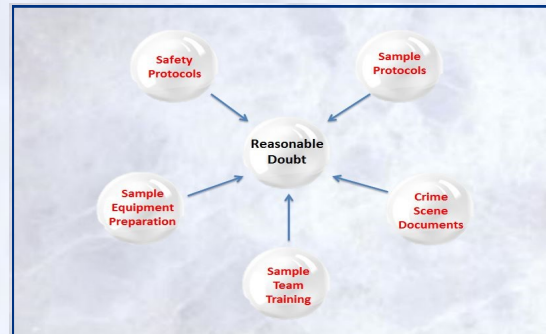 Safety
Protocols
Sample
Protocols
Reasonable
Doubt
Sample
Equipment
Preparation
Crime
Scene
Documents
Sample
Team
Training